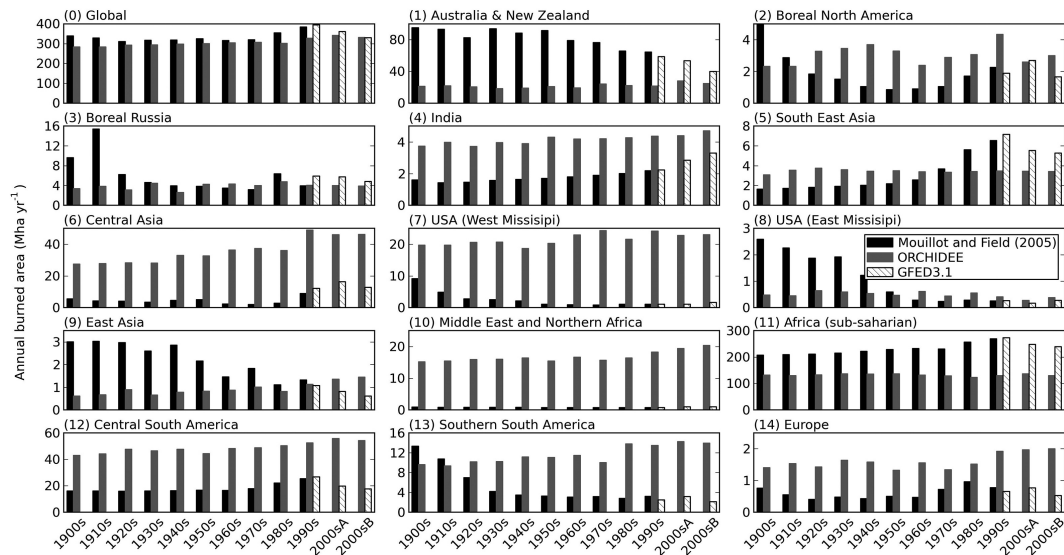 (0) Global
400
300
200
100
0
(1) Australia & New Zealand
80
40
0
(2) Boreal North America
4
2
0
(3) Boreal Russia
16
12
8
4
0
(4) India
4
2
0
(5) South East Asia
8
6
4
2
0
(6) Central Asia
40
20
0
(7) USA (West Missisipi)
20
10
0
(8) USA (East Missisipi)
3
2
1
0
Mouillot and Field (2005)
ORCHIDEE
GFED3.1
Annual burned area (Mha yr-1)
(9) East Asia
3
2
1
0
(10) Middle East and Northern Africa
20
10
0
(11) Africa (sub-saharian)
300
200
100
0
(12) Central South America
60
40
20
0
(13) Southern South America
16
12
8
4
0
(14) Europe
2
1
0
1900s 1910s 1920s 1930s 1940s 1950s 1960s 1970s 1980s 1990s 2000sA 2000sB
1900s 1910s 1920s 1930s 1940s 1950s 1960s 1970s 1980s 1990s 2000sA 2000sB
1900s 1910s 1920s 1930s 1940s 1950s 1960s 1970s 1980s 1990s 2000sA 2000sB